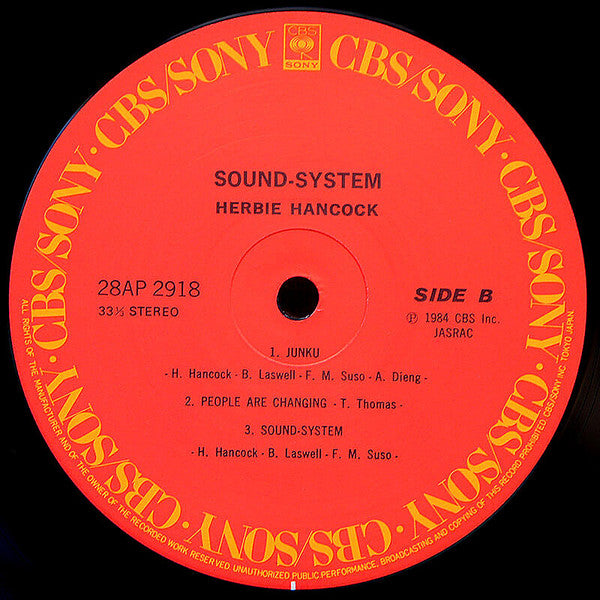 CBS
SONY
CBS/SONY · CBS/SONY · CBS/SONY · CBS/SONY · CBS/SONY · CBS/SONY · CBS/SONY
SOUND-SYSTEM
HERBIE HANCOCK
28AP 2918
33⅓ STEREO
SIDE B
Ⓟ 1984 CBS Inc.
JASRAC
1. JUNKU
- H. Hancock - B. Laswell - F. M. Suso - A. Dieng -
2. PEOPLE ARE CHANGING - T. Thomas -
3. SOUND-SYSTEM
- H. Hancock - B. Laswell - F. M. Suso -
ALL RIGHTS OF THE MANUFACTURER AND OF THE OWNER OF THE RECORDED WORK RESERVED. UNAUTHORIZED PUBLIC PERFORMANCE, BROADCASTING AND COPYING OF THIS RECORD PROHIBITED. CBS/SONY INC. TOKYO JAPAN.